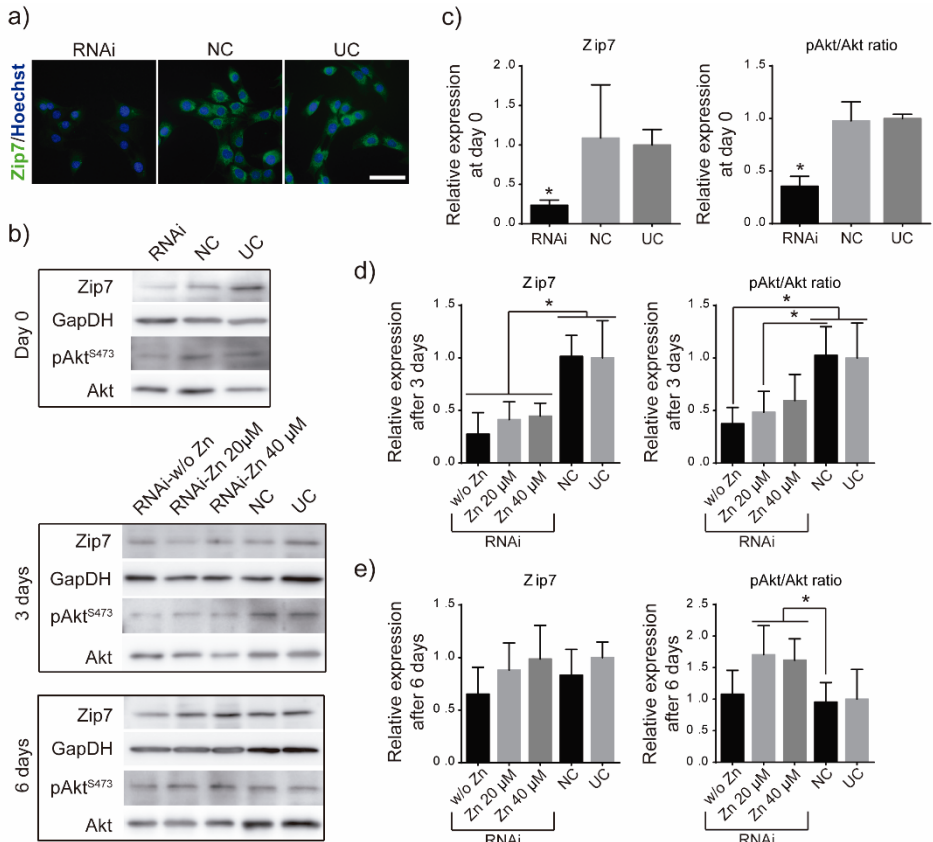 a)
RNAi NC UC
Zip7/Hoechst
b)
RNAi NC UC
Day 0
Zip7
GapDH
pAkt^S473
Akt
RNAi-w/o Zn RNAi-Zn 20µM RNAi-Zn 40 µM NC UC
3 days
Zip7
GapDH
pAkt^S473
Akt
6 days
Zip7
GapDH
pAkt^S473
Akt
c)
Zip7
Relative expression
at day 0
2.0
1.5
1.0
0.5
0.0
*
RNAi NC UC
pAkt/Akt ratio
Relative expression
at day 0
1.5
1.0
0.5
0.0
*
RNAi NC UC
d)
Zip7
Relative expression
after 3 days
1.5
1.0
0.5
0.0
*
w/o Zn Zn 20 µM Zn 40 µM NC UC
RNAi
pAkt/Akt ratio
Relative expression
after 3 days
1.5
1.0
0.5
0.0
*
*
w/o Zn Zn 20 µM Zn 40 µM NC UC
RNAi
e)
Zip7
Relative expression
after 6 days
1.5
1.0
0.5
0.0
w/o Zn Zn 20 µM Zn 40 µM NC UC
RNAi
pAkt/Akt ratio
Relative expression
after 6 days
2.5
2.0
1.5
1.0
0.5
0.0
*
w/o Zn Zn 20 µM Zn 40 µM NC UC
RNAi